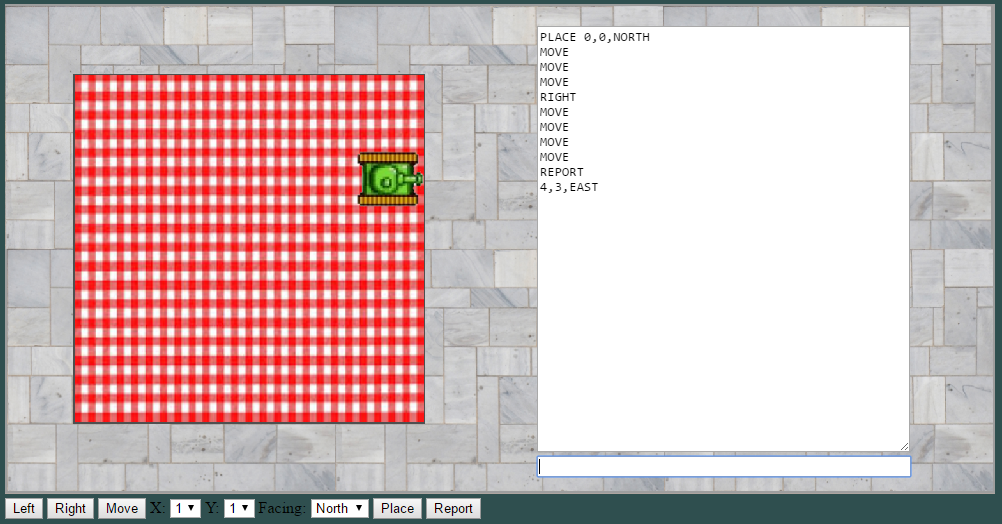 PLACE 0,0,NORTH
MOVE
MOVE
MOVE
RIGHT
MOVE
MOVE
MOVE
MOVE
REPORT
4,3,EAST
Left Right Move X: 1 Y: 1 Facing: North Place Report